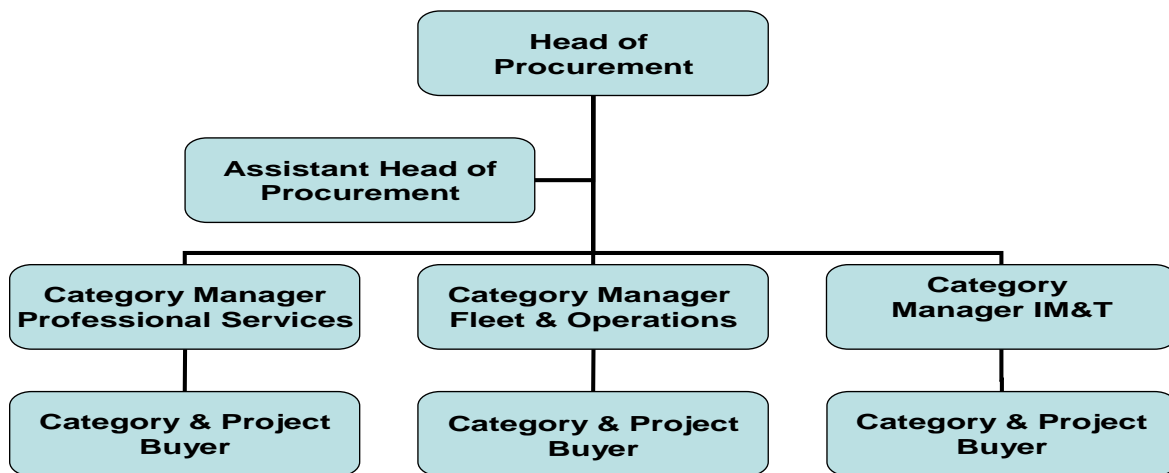 Head of
Procurement
Assistant Head of
Procurement
Category Manager
Professional Services
Category Manager
Fleet & Operations
Category
Manager IM&T
Category & Project
Buyer
Category & Project
Buyer
Category & Project
Buyer